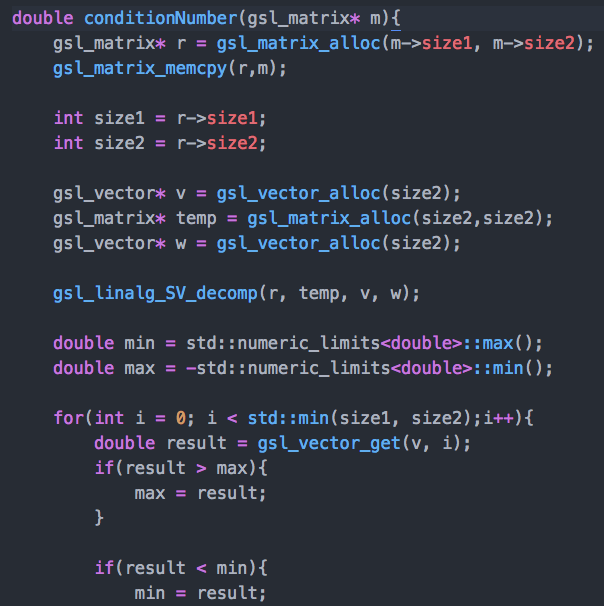 double conditionNumber(gsl_matrix* m){
    gsl_matrix* r = gsl_matrix_alloc(m->size1, m->size2);
    gsl_matrix_memcpy(r,m);

    int size1 = r->size1;
    int size2 = r->size2;

    gsl_vector* v = gsl_vector_alloc(size2);
    gsl_matrix* temp = gsl_matrix_alloc(size2,size2);
    gsl_vector* w = gsl_vector_alloc(size2);

    gsl_linalg_SV_decomp(r, temp, v, w);

    double min = std::numeric_limits<double>::max();
    double max = -std::numeric_limits<double>::min();

    for(int i = 0; i < std::min(size1, size2);i++){
        double result = gsl_vector_get(v, i);
        if(result > max){
            max = result;
        }

        if(result < min){
            min = result;